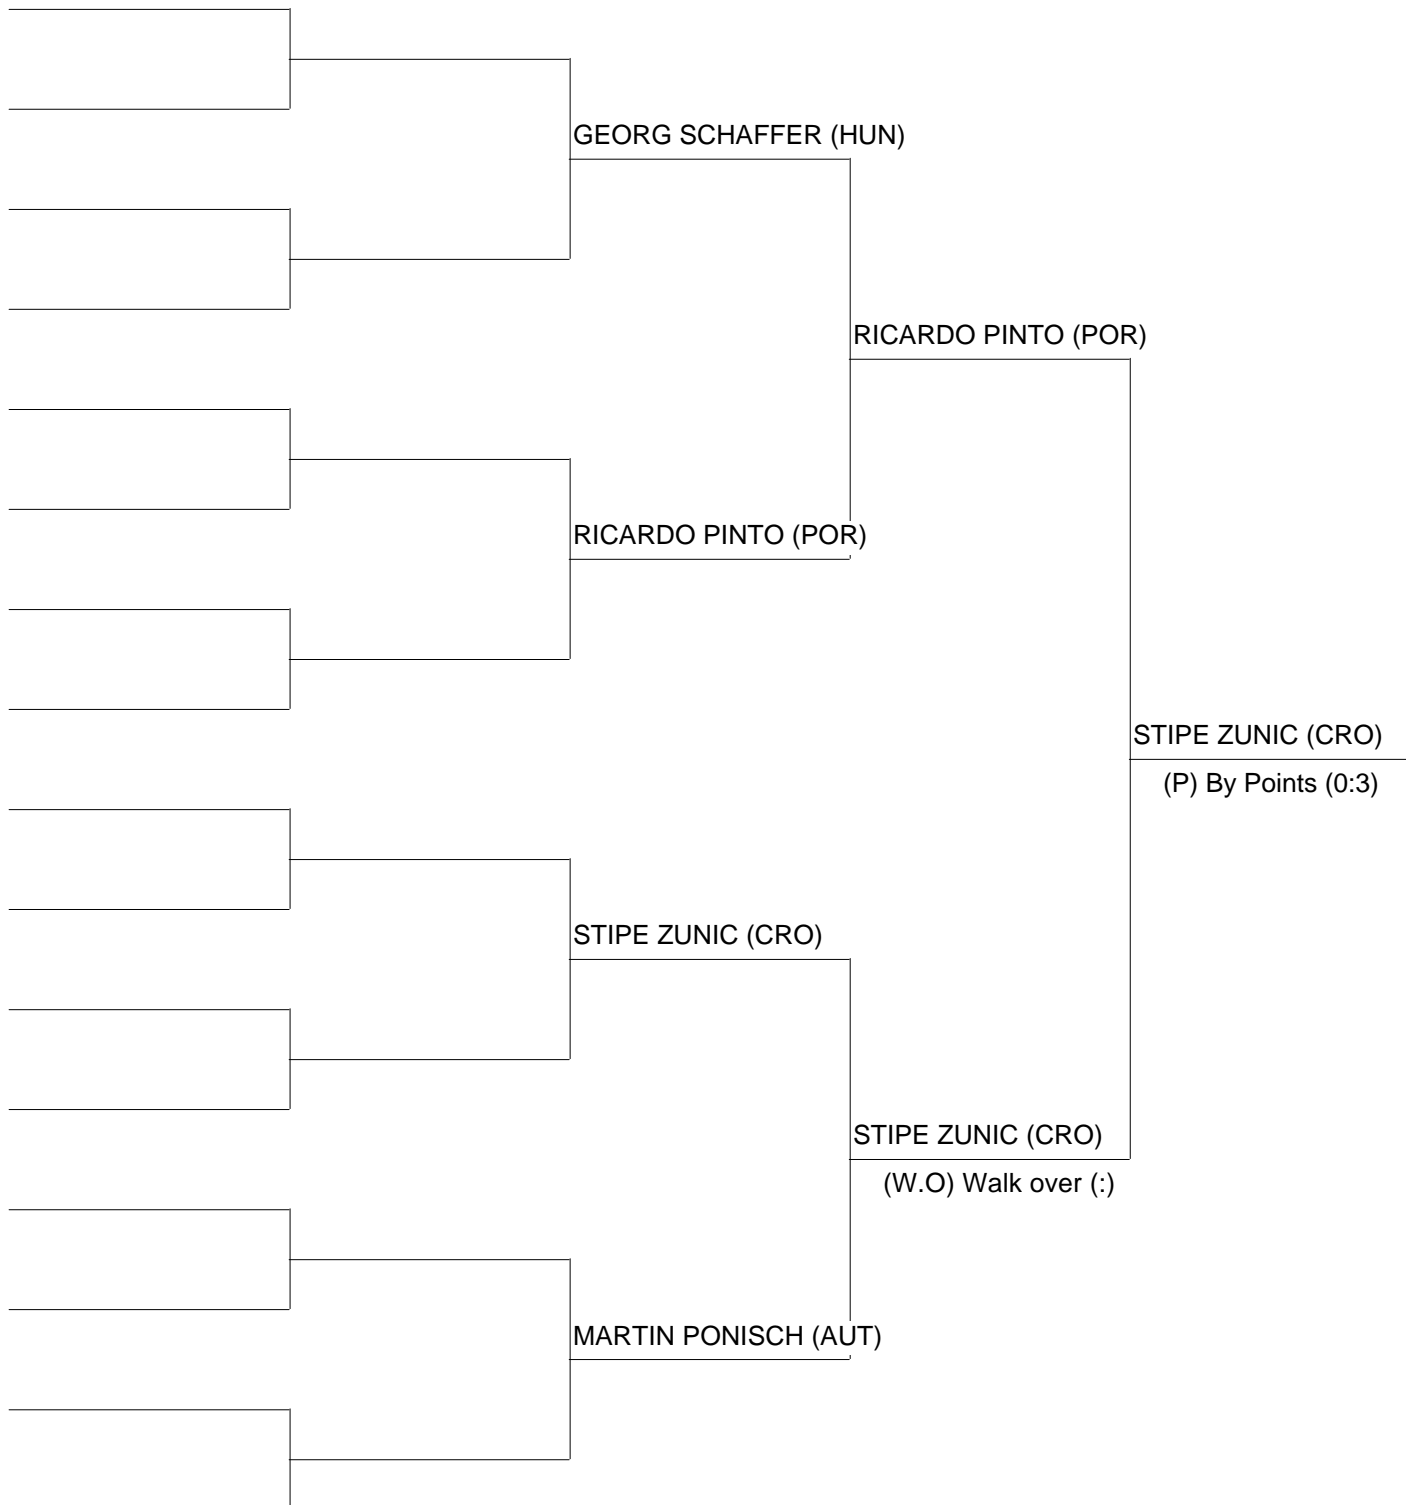 GEORG SCHAFFER (HUN)
RICARDO PINTO (POR)
RICARDO PINTO (POR)
STIPE ZUNIC (CRO)
(P) By Points (0:3)
STIPE ZUNIC (CRO)
STIPE ZUNIC (CRO)
(W.O) Walk over (:)
MARTIN PONISCH (AUT)